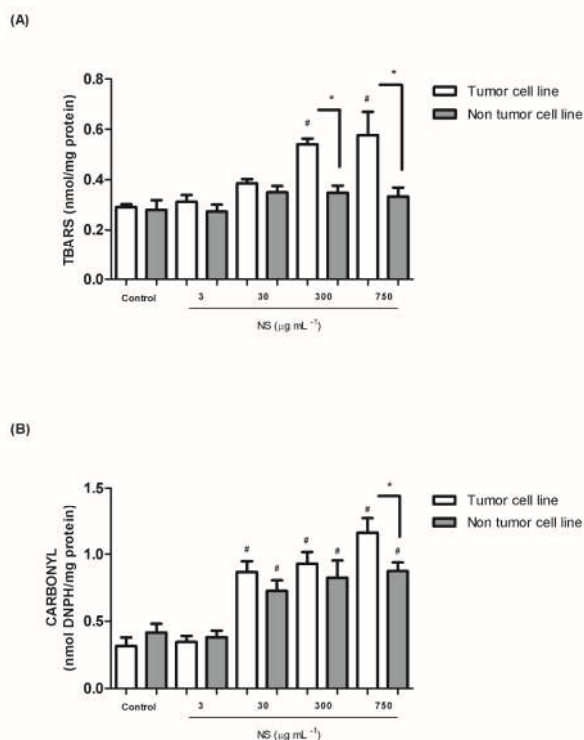 (A)
0.8
0.6
0.4
0.2
0.0
TBARS (nmol/mg protein)
#
*
#
*
Tumor cell line
Non tumor cell line
Control
3
30
300
750
NS (μg mL⁻¹)
(B)
1.5
1.0
0.5
0.0
CARBONYL
(nmol DNPH/mg protein)
#
#
#
#
#
*
#
Tumor cell line
Non tumor cell line
Control
3
30
300
750
NS (μg mL⁻¹)